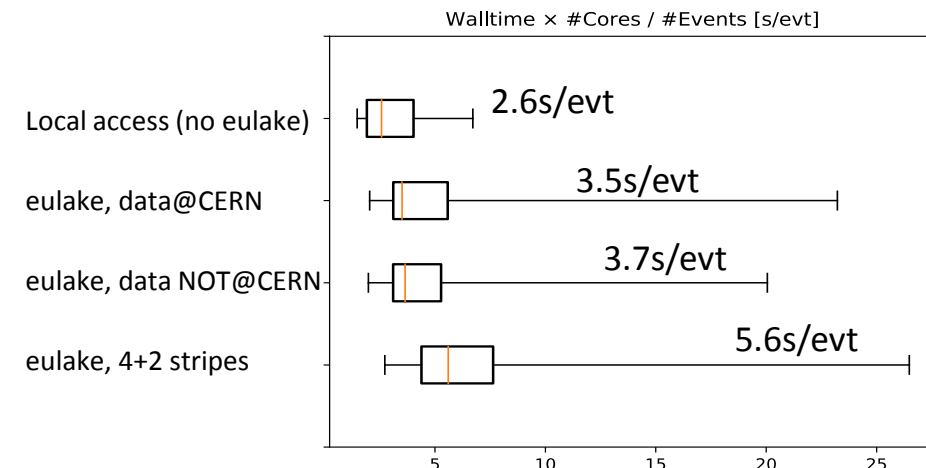 Walltime × #Cores / #Events [s/evt]
Local access (no eulake)
2.6s/evt
eulake, data@CERN
3.5s/evt
eulake, data NOT@CERN
3.7s/evt
eulake, 4+2 stripes
5.6s/evt
5 10 15 20 25